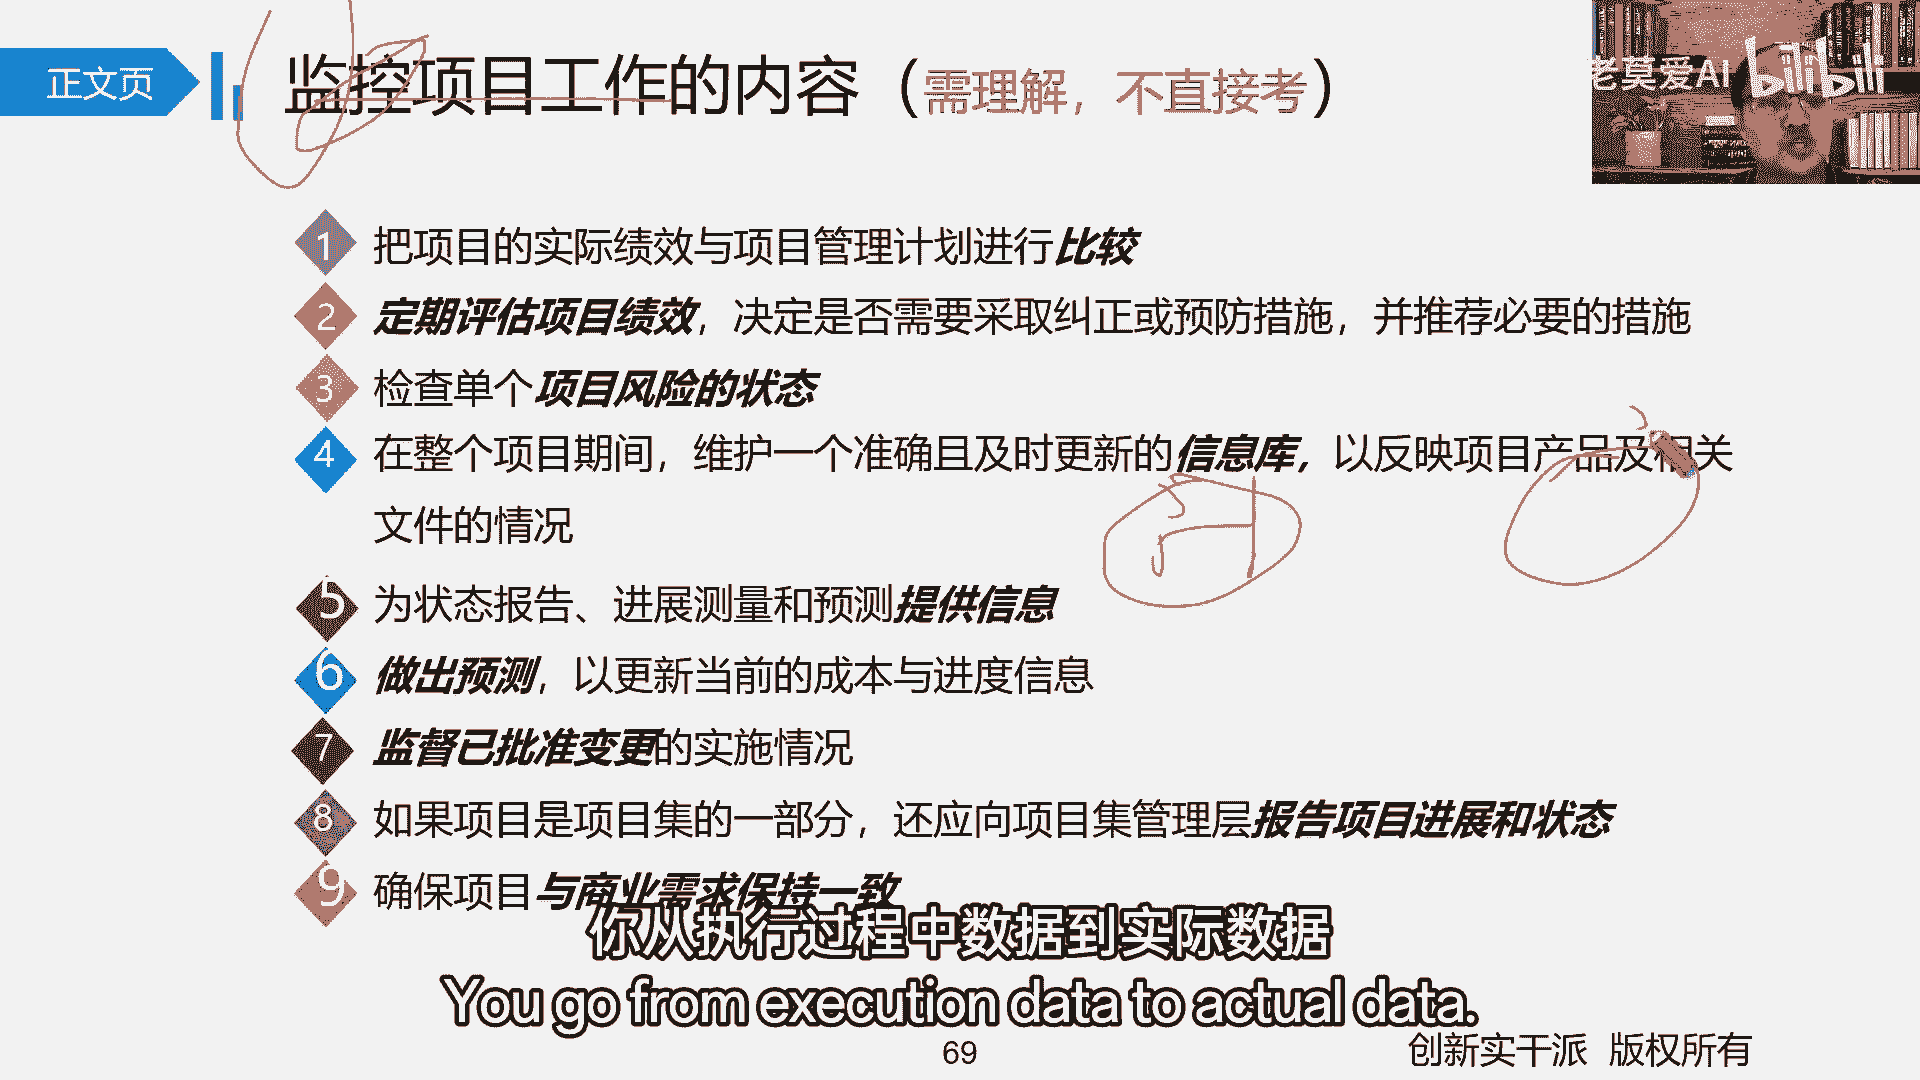 正文页
监控项目工作的内容（需理解，不直接考）
老莫爱AI
bilibili
1 把项目的实际绩效与项目管理计划进行比较
2 定期评估项目绩效，决定是否需要采取纠正或预防措施，并推荐必要的措施
3 检查单个项目风险的状态
4 在整个项目期间，维护一个准确且及时更新的信息库，以反映项目产品及相关
文件的情况
5 为状态报告、进展测量和预测提供信息
6 做出预测，以更新当前的成本与进度信息
7 监督已批准变更的实施情况
8 如果项目是项目集的一部分，还应向项目集管理层报告项目进展和状态
9 确保项目与商业需求保持一致
你从执行过程中数据到实际数据
You go from execution data to actual data.
69
创新实干派 版权所有